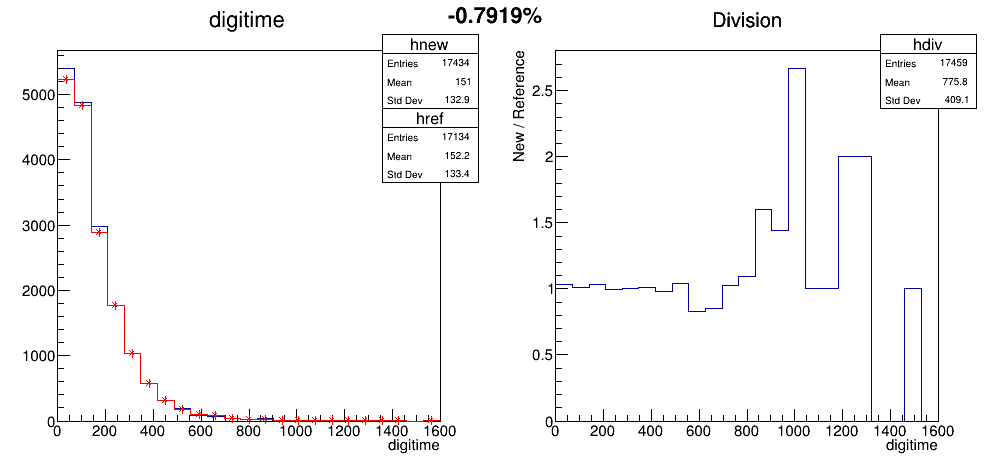 -0.7919%
digitime
hnew
Entries 17434
Mean 151
Std Dev 132.9
href
Entries 17134
Mean 152.2
Std Dev 133.4
5000
4000
3000
2000
1000
0
0 200 400 600 800 1000 1200 1400 1600
digitime
Division
hdiv
Entries 17459
Mean 775.8
Std Dev 409.1
New / Reference
2.5
2
1.5
1
0.5
0
0 200 400 600 800 1000 1200 1400 1600
digitime